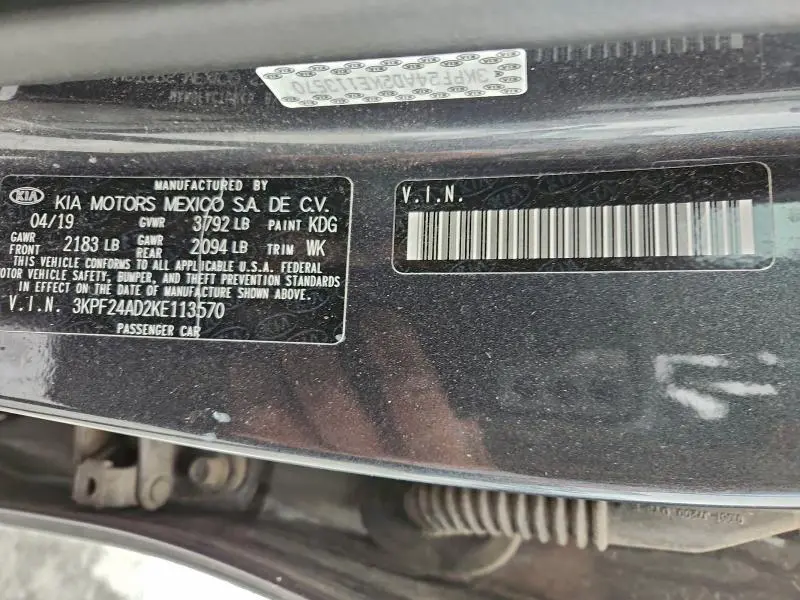 3KPF24AD2KE113570
MANUFACTURED BY
KIA KIA MOTORS MEXICO S.A. DE C.V.
04/19 GVWR 3792 LB PAINT KDG
GAWR FRONT 2183 LB GAWR REAR 2094 LB TRIM WK
THIS VEHICLE CONFORMS TO ALL APPLICABLE U.S.A. FEDERAL
MOTOR VEHICLE SAFETY, BUMPER, AND THEFT PREVENTION STANDARDS
IN EFFECT ON THE DATE OF MANUFACTURE SHOWN ABOVE.
V.I.N. 3KPF24AD2KE113570
PASSENGER CAR
V.I.N.